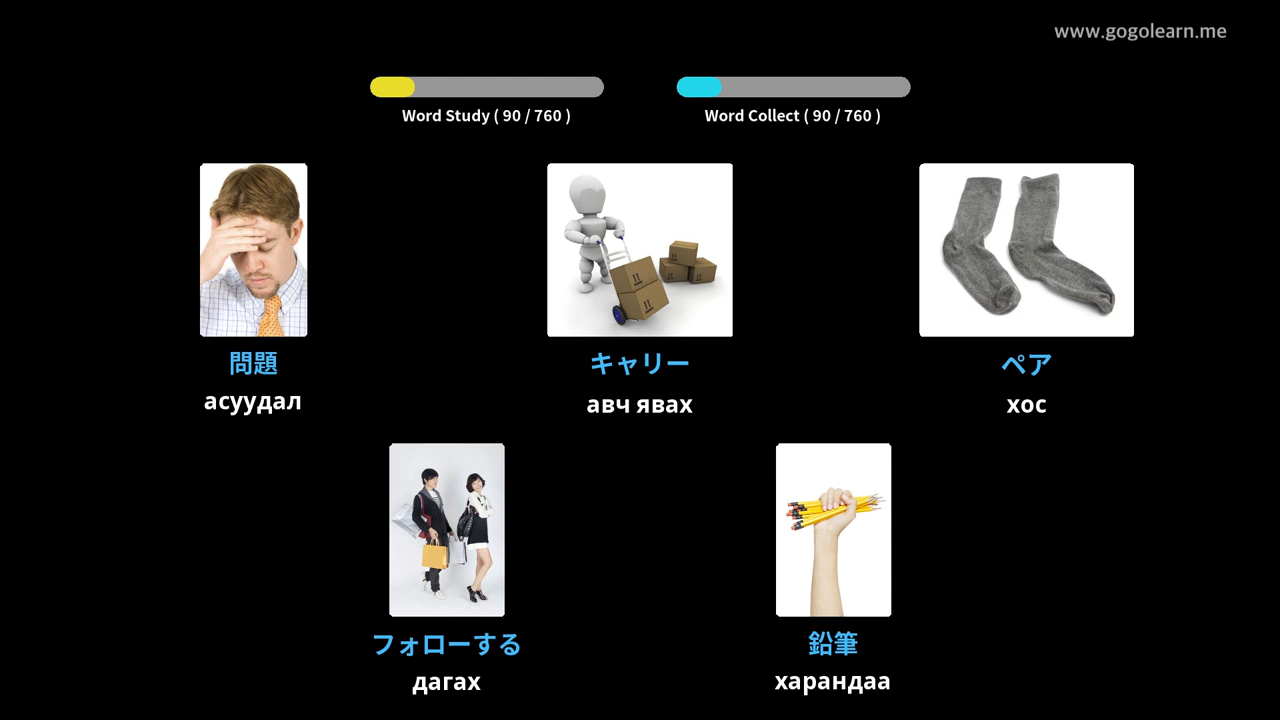 www.gogolearn.me
Word Study ( 90 / 760 )
Word Collect ( 90 / 760 )
問題
асуудал
キャリー
авч явах
ペア
хос
フォローする
дагах
鉛筆
харандаа